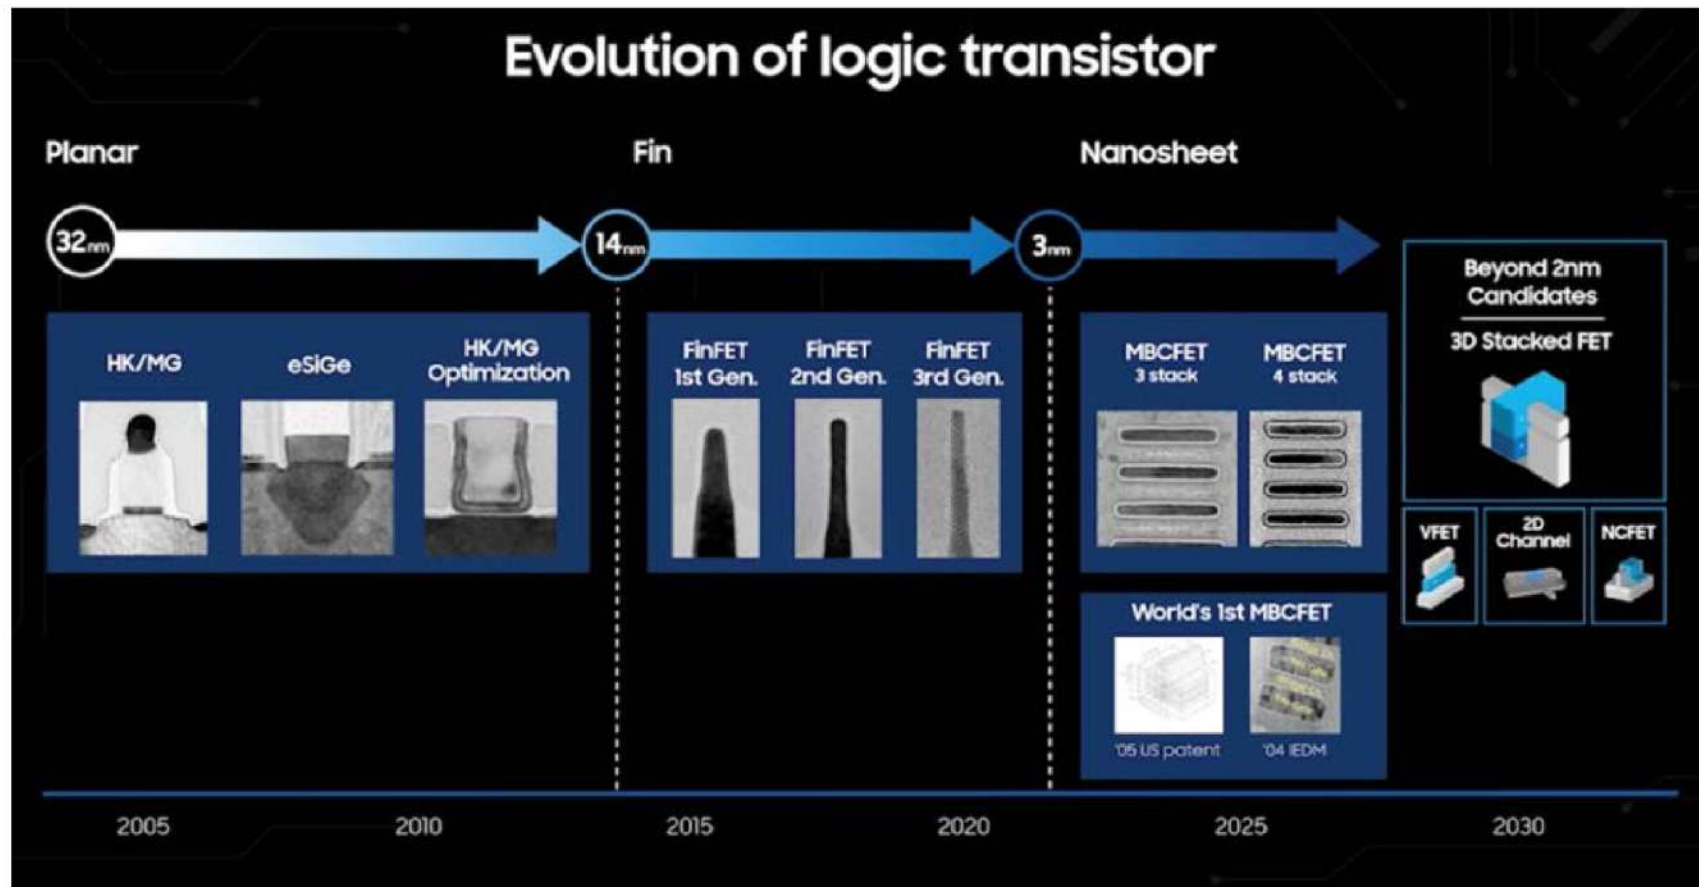 Evolution of logic transistor
Planar
Fin
Nanosheet
32nm
14nm
3nm
HK/MG
eSiGe
HK/MG
Optimization
FinFET
1st Gen.
FinFET
2nd Gen.
FinFET
3rd Gen.
MBCFET
3 stack
MBCFET
4 stack
Beyond 2nm
Candidates
3D Stacked FET
VFET
2D
Channel
NCFET
World's 1st MBCFET
'05 US patent
'04 IEDM
2005
2010
2015
2020
2025
2030